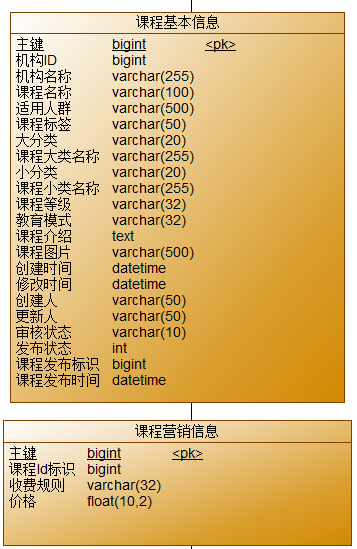 课程基本信息
主键 bigint <pk>
机构ID bigint
机构名称 varchar(255)
课程名称 varchar(100)
适用人群 varchar(500)
课程标签 varchar(50)
大分类 varchar(20)
课程大类名称 varchar(255)
小分类 varchar(20)
课程小类名称 varchar(255)
课程等级 varchar(32)
教育模式 varchar(32)
课程介绍 text
课程图片 varchar(500)
创建时间 datetime
修改时间 datetime
创建人 varchar(50)
更新人 varchar(50)
审核状态 varchar(10)
发布状态 int
课程发布标识 bigint
课程发布时间 datetime
课程营销信息
主键 bigint <pk>
课程Id标识 bigint
收费规则 varchar(32)
价格 float(10,2)